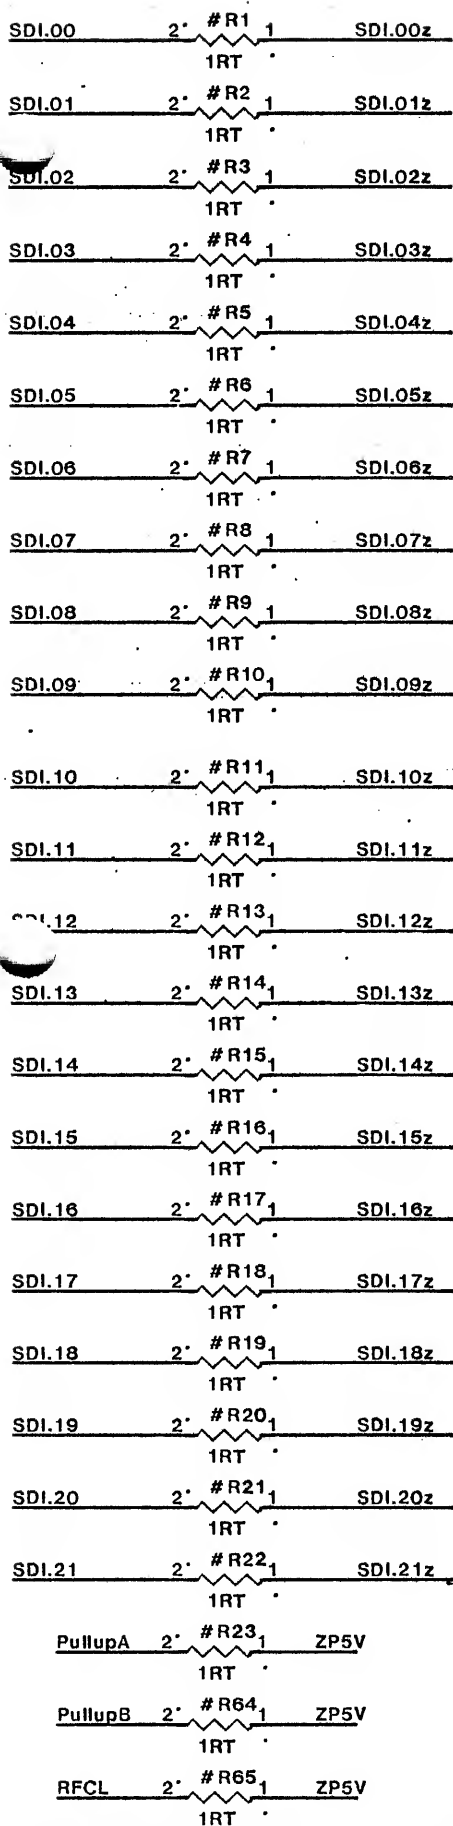 #R1
SDI.00 2 1 SDI.00z
1RT
#R2
SDI.01 2 1 SDI.01z
1RT
#R3
SDI.02 2 1 SDI.02z
1RT
#R4
SDI.03 2 1 SDI.03z
1RT
#R5
SDI.04 2 1 SDI.04z
1RT
#R6
SDI.05 2 1 SDI.05z
1RT
#R7
SDI.06 2 1 SDI.06z
1RT
#R8
SDI.07 2 1 SDI.07z
1RT
#R9
SDI.08 2 1 SDI.08z
1RT
#R10
SDI.09 2 1 SDI.09z
1RT
#R11
SDI.10 2 1 SDI.10z
1RT
#R12
SDI.11 2 1 SDI.11z
1RT
#R13
SDI.12 2 1 SDI.12z
1RT
#R14
SDI.13 2 1 SDI.13z
1RT
#R15
SDI.14 2 1 SDI.14z
1RT
#R16
SDI.15 2 1 SDI.15z
1RT
#R17
SDI.16 2 1 SDI.16z
1RT
#R18
SDI.17 2 1 SDI.17z
1RT
#R19
SDI.18 2 1 SDI.18z
1RT
#R20
SDI.19 2 1 SDI.19z
1RT
#R21
SDI.20 2 1 SDI.20z
1RT
#R22
SDI.21 2 1 SDI.21z
1RT
#R23
PullupA 2 1 ZP5V
1RT
#R64
PullupB 2 1 ZP5V
1RT
#R65
RFCL 2 1 ZP5V
1RT